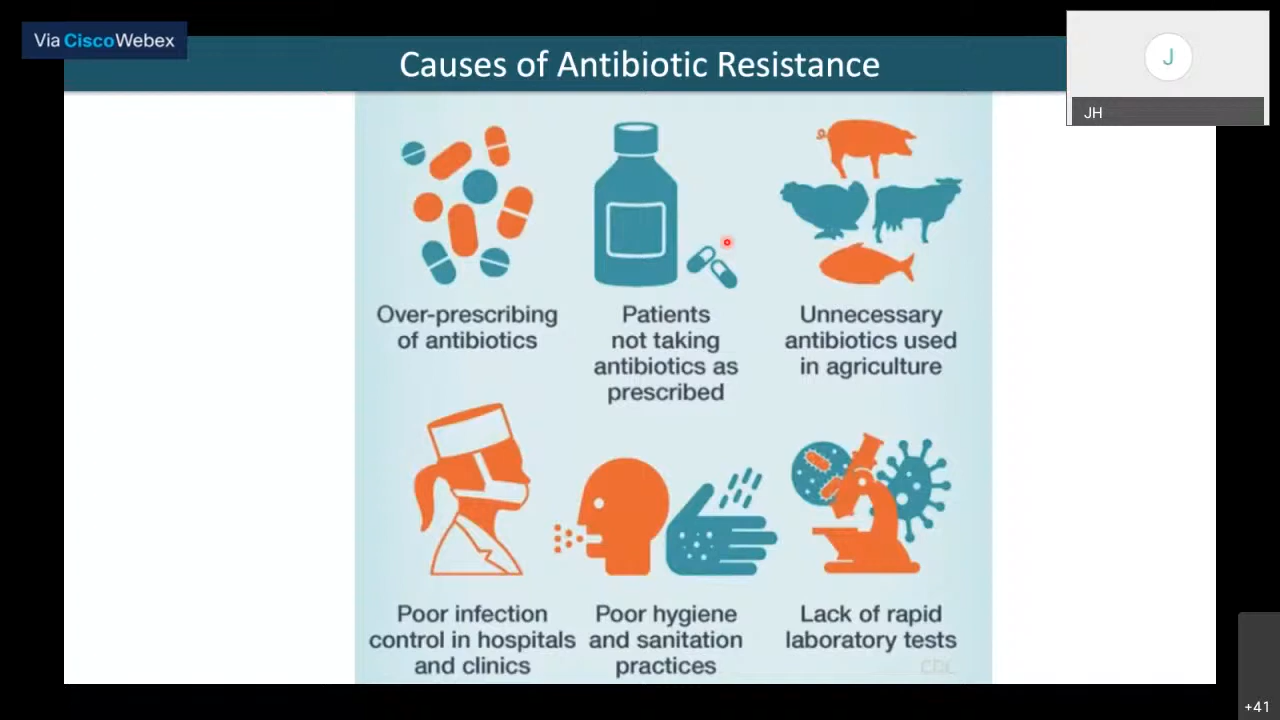 Via Cisco Webex
Causes of Antibiotic Resistance
J
JH
Over-prescribing
of antibiotics
Patients
not taking
antibiotics as
prescribed
Unnecessary
antibiotics used
in agriculture
Poor infection
control in hospitals
and clinics
Poor hygiene
and sanitation
practices
Lack of rapid
laboratory tests
+41